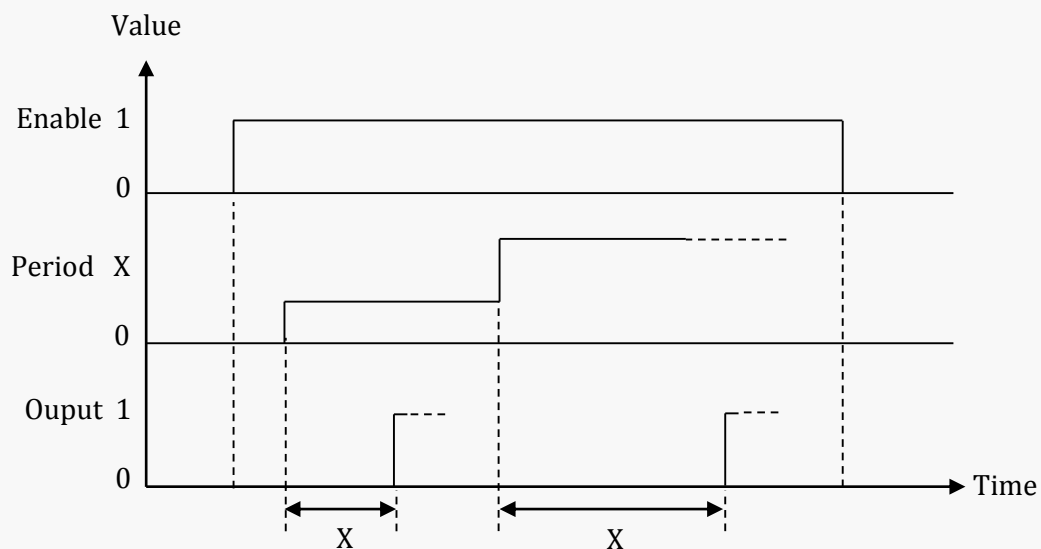 Value
Enable 1
0
Period X
0
Ouput 1
0
Time
X
X